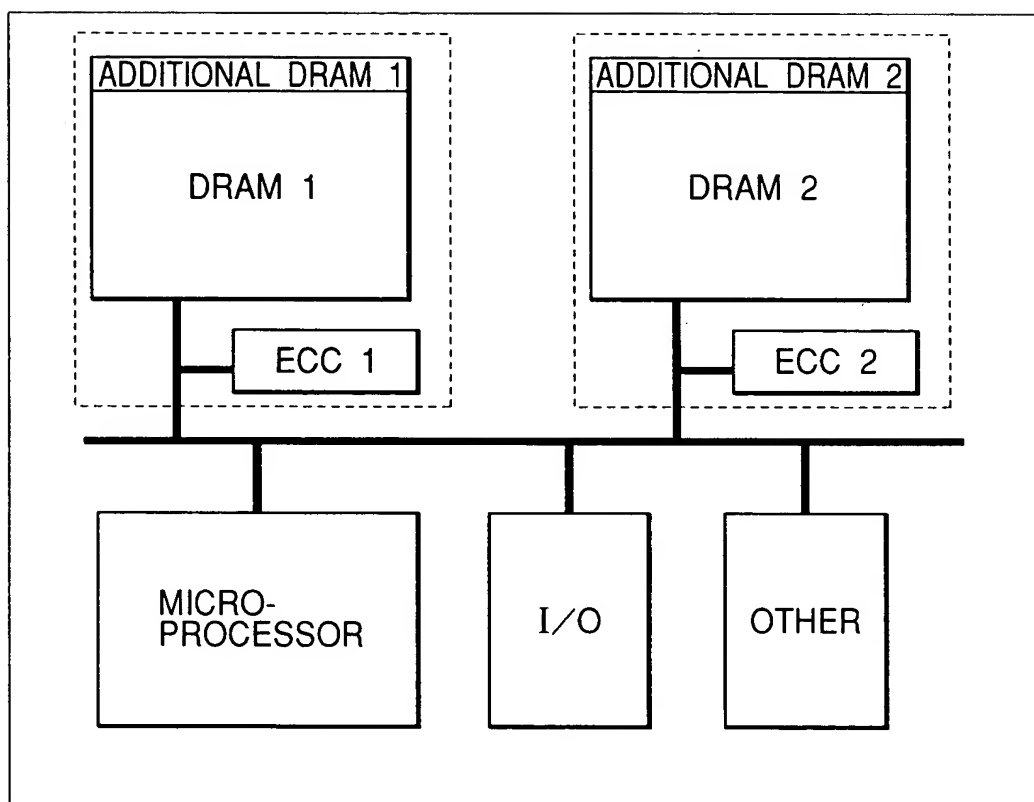 ADDITIONAL DRAM 1
DRAM 1
ECC 1
ADDITIONAL DRAM 2
DRAM 2
ECC 2
MICRO-
PROCESSOR
I/O
OTHER